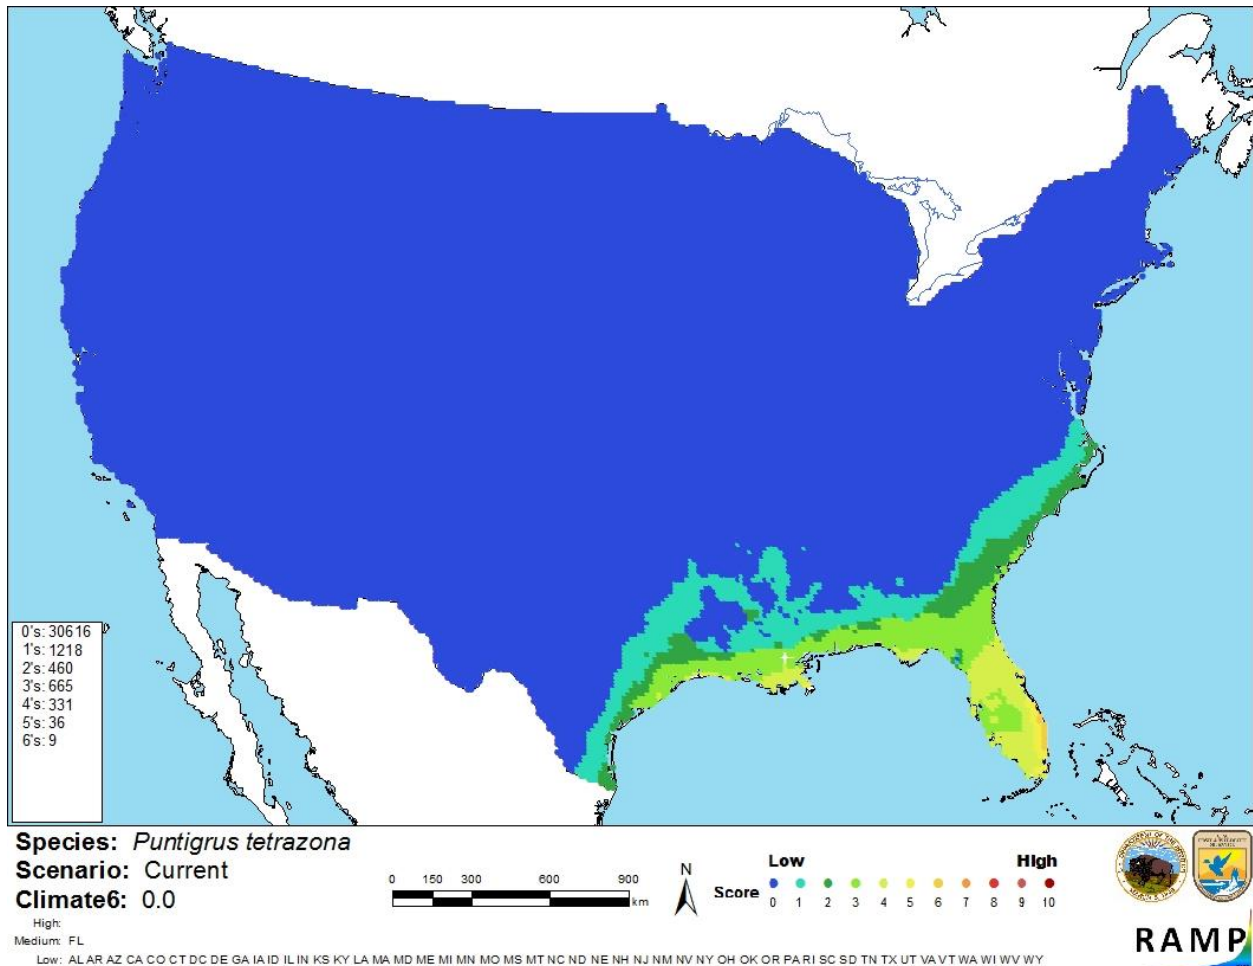 0's: 30616
1's: 1218
2's: 460
3's: 665
4's: 331
5's: 36
6's: 9
Species: Puntigrus tetrazona
Scenario: Current
Climate6: 0.0
High:
Medium: FL
Low: AL AR AZ CA CO CT DC DE GA IA ID IL IN KS KY LA MA MD ME MI MN MO MS MT NC ND NE NH NJ NM NV NY OH OK OR PA RI SC SD TN TX UT VA VT WA WI WV WY
0 150 300 600 900
km
N
Low High
Score
0 1 2 3 4 5 6 7 8 9 10
RAMP